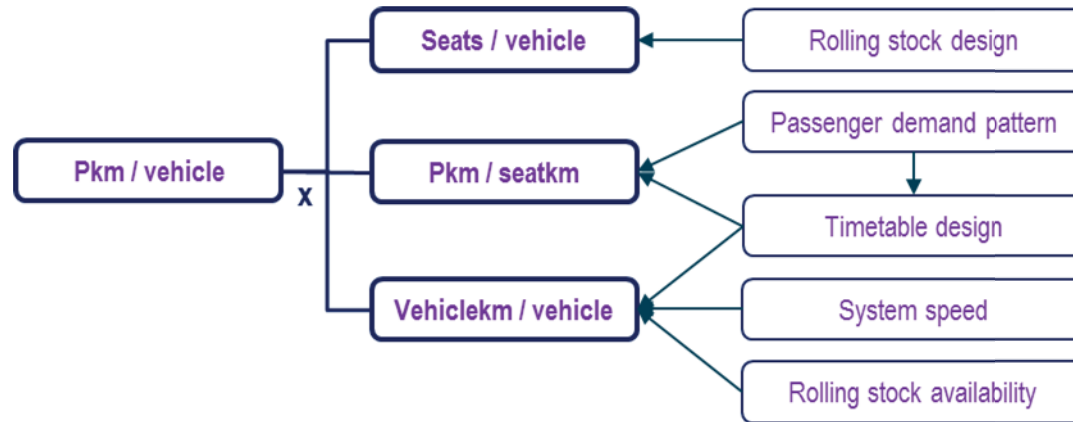 Seats / vehicle
Rolling stock design
Passenger demand pattern
Pkm / vehicle
x
Pkm / seatkm
Timetable design
Vehiclekm / vehicle
System speed
Rolling stock availability